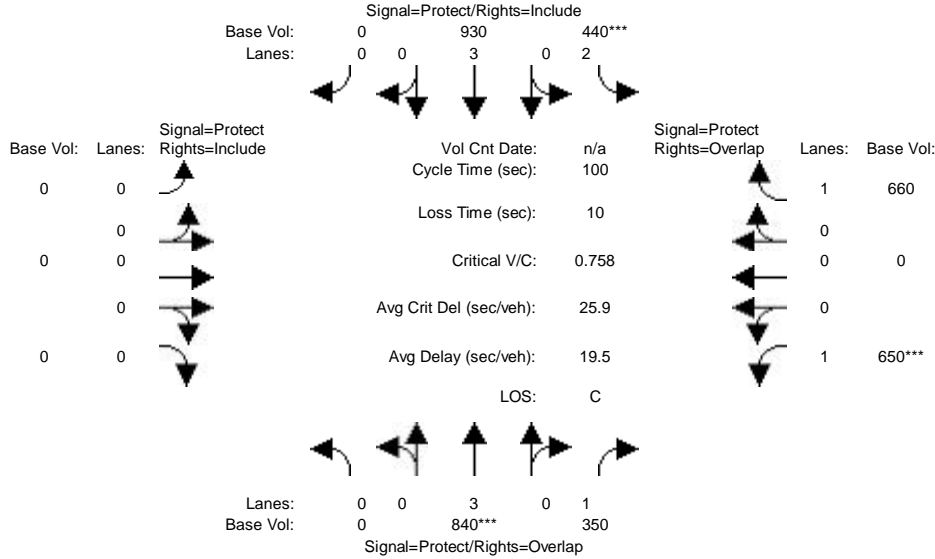 Signal=Protect/Rights=Include
Base Vol: 0 930 440***
Lanes: 0 0 3 0 2
Signal=Protect
Base Vol: Lanes: Rights=Include
Vol Cnt Date: n/a
Signal=Protect
Rights=Overlap Lanes: Base Vol:
Cycle Time (sec): 100
0 0
1 660
Loss Time (sec): 10
0
0
0 0
Critical V/C: 0.758
0 0
0
Avg Crit Del (sec/veh): 25.9
0
0 0
Avg Delay (sec/veh): 19.5
1 650***
LOS: C
Lanes: 0 0 3 0 1
Base Vol: 0 840*** 350
Signal=Protect/Rights=Overlap